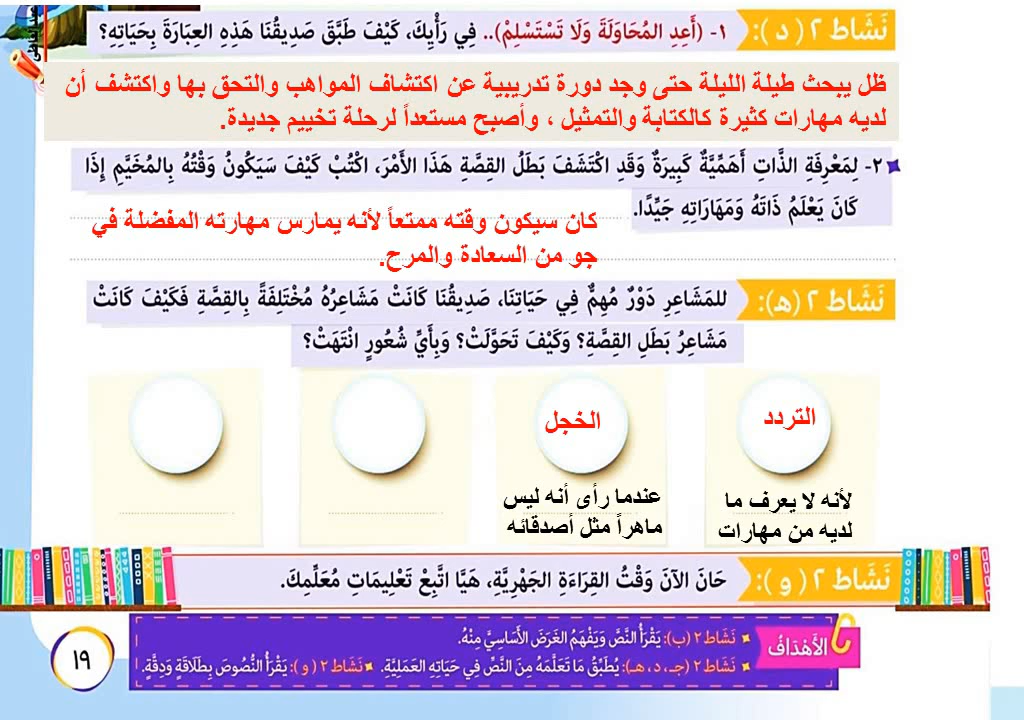 نَشَاط ٢ ( د ): ١- (أَعِدِ المُحَاوَلَةَ وَلَا تَسْتَسْلِمْ).. فِي رَأْيِكَ، كَيْفَ طَبَّقَ صَدِيقُنَا هَذِهِ العِبَارَةَ بِحَيَاتِهِ؟
ظل يبحث طيلة الليلة حتى وجد دورة تدريبية عن اكتشاف المواهب والتحق بها واكتشف أن
لديه مهارات كثيرة كالكتابة والتمثيل ، وأصبح مستعداً لرحلة تخييم جديدة.
٢- لِمَعْرِفَةِ الذَّاتِ أَهَمِّيَّةٌ كَبِيرَةٌ وَقَدِ اكْتَشَفَ بَطَلُ القِصَّةِ هَذَا الأَمْرَ، اكْتُبْ كَيْفَ سَيَكُونُ وَقْتُهُ بِالمُخَيَّمِ إِذَا
كَانَ يَعْلَمُ ذَاتَهُ وَمَهَارَاتِهِ جَيِّدًا.
كان سيكون وقته ممتعاً لأنه يمارس مهارته المفضلة في
جو من السعادة والمرح.
نَشَاط ٢ (هـ): للمَشَاعِرِ دَوْرٌ مُهِمٌّ فِي حَيَاتِنَا، صَدِيقُنَا كَانَتْ مَشَاعِرُهُ مُخْتَلِفَةً بِالقِصَّةِ فَكَيْفَ كَانَتْ
مَشَاعِرُ بَطَلِ القِصَّةِ؟ وَكَيْفَ تَحَوَّلَتْ؟ وَبِأَيِّ شُعُورٍ انْتَهَتْ؟
التردد
لأنه لا يعرف ما
لديه من مهارات
الخجل
عندما رأى أنه ليس
ماهراً مثل أصدقائه
نَشَاط ٢ ( و ): حَانَ الآنَ وَقْتُ القِرَاءَةِ الجَهْرِيَّةِ، هَيَّا اتَّبِعْ تَعْلِيمَاتِ مُعَلِّمِكَ.
الأَهْدَافُ
نَشَاط ٢ (ب): يَقْرَأُ النَّصَّ وَيَفْهَمُ الغَرَضَ الأَسَاسِيَّ مِنْهُ.
نَشَاط ٢ (جـ، د، هـ): يُطَبِّقُ مَا تَعَلَّمَهُ مِنَ النَّصِّ فِي حَيَاتِهِ العَمَلِيَّةِ. نَشَاط ٢ ( و ): يَقْرَأُ النُّصُوصَ بِطَلَاقَةٍ وَدِقَّةٍ.
١٩